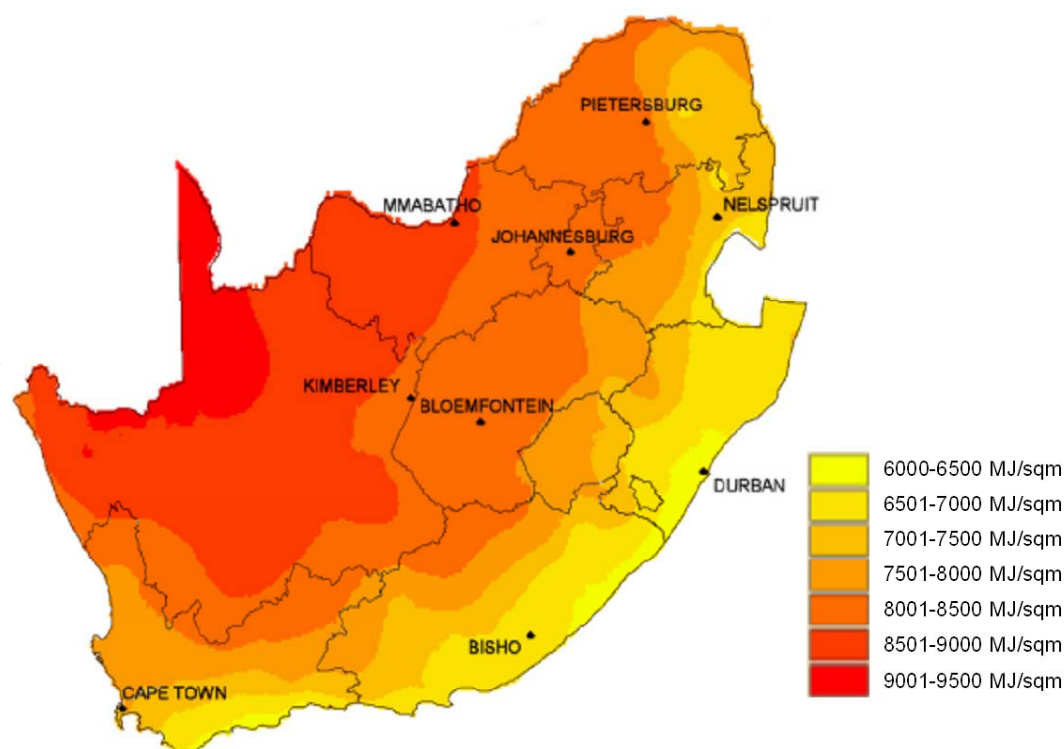 PIETERSBURG
MMABATHO
NELSPRUIT
JOHANNESBURG
KIMBERLEY
BLOEMFONTEIN
DURBAN
BISHO
CAPE TOWN
6000-6500 MJ/sqm
6501-7000 MJ/sqm
7001-7500 MJ/sqm
7501-8000 MJ/sqm
8001-8500 MJ/sqm
8501-9000 MJ/sqm
9001-9500 MJ/sqm